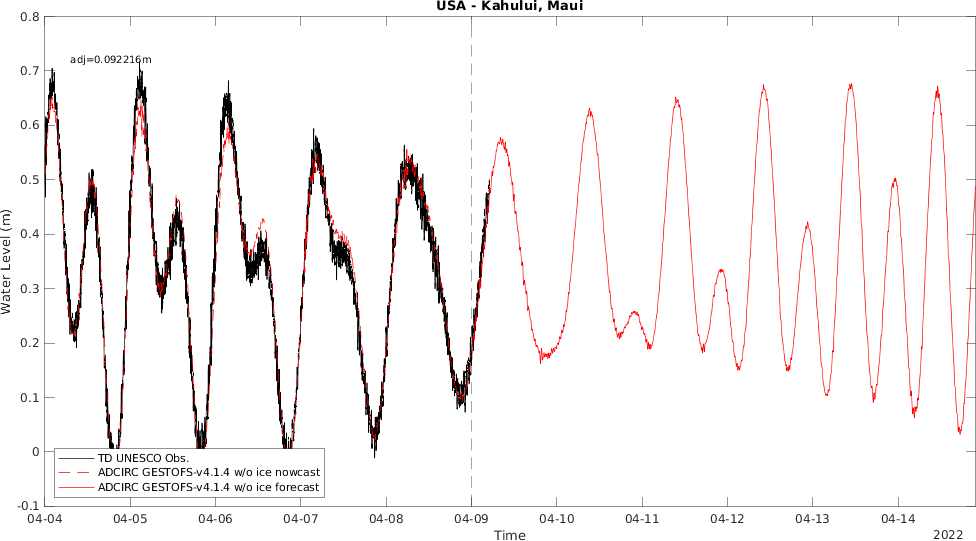 USA - Kahului, Maui
adj=0.092216m
0.8
0.7
0.6
0.5
0.4
0.3
0.2
0.1
0
-0.1
Water Level (m)
TD UNESCO Obs.
ADCIRC GESTOFS-v4.1.4 w/o ice nowcast
ADCIRC GESTOFS-v4.1.4 w/o ice forecast
04-04 04-05 04-06 04-07 04-08 04-09 04-10 04-11 04-12 04-13 04-14
Time
2022